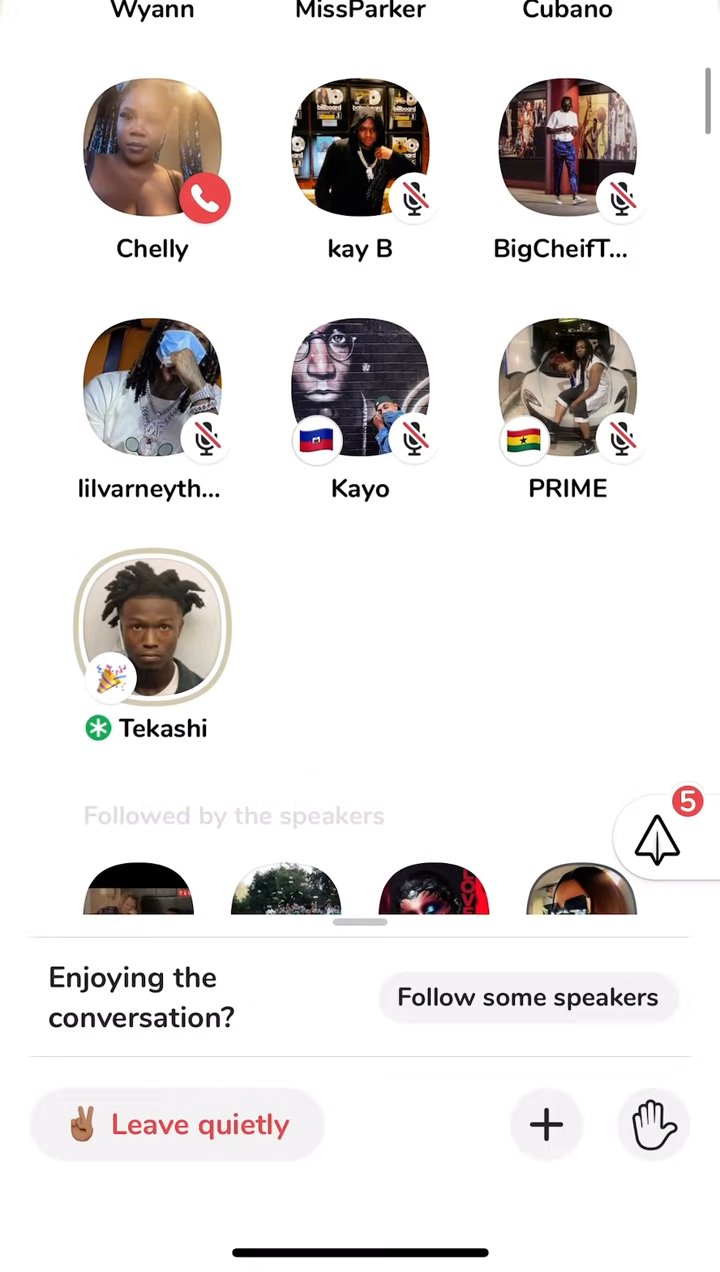 Wyann MissParker Cubano
Chelly kay B BigCheifT...
lilvarneyth... Kayo PRIME
Tekashi
Followed by the speakers
5
Enjoying the
conversation?
Follow some speakers
Leave quietly